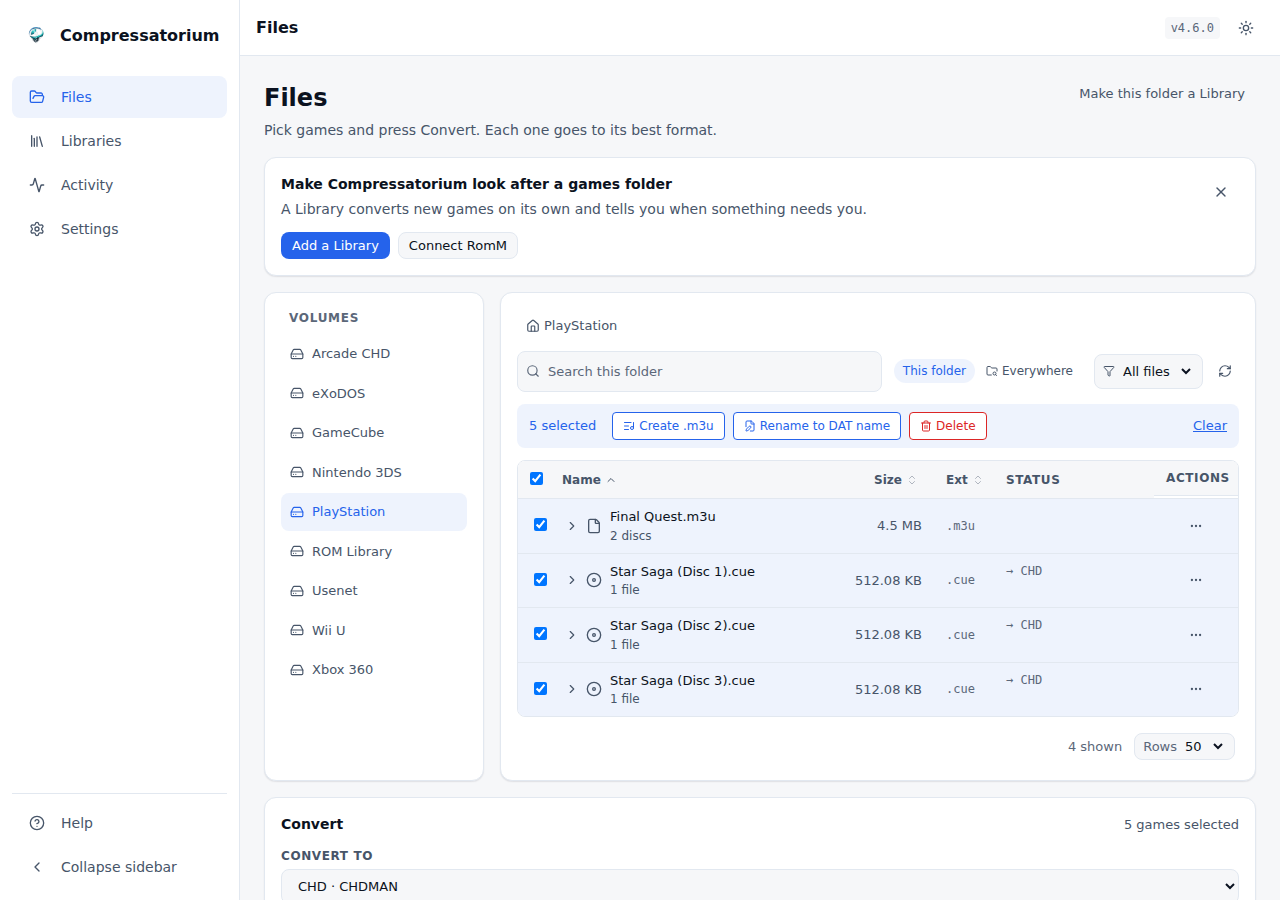 Compressatorium
Files
v4.6.0
Files
Libraries
Activity
Settings
Help
Collapse sidebar
Files
Make this folder a Library
Pick games and press Convert. Each one goes to its best format.
Make Compressatorium look after a games folder
A Library converts new games on its own and tells you when something needs you.
Add a Library
Connect RomM
VOLUMES
Arcade CHD
eXoDOS
GameCube
Nintendo 3DS
PlayStation
ROM Library
Usenet
Wii U
Xbox 360
PlayStation
Search this folder
This folder
Everywhere
All files
5 selected
Create .m3u
Rename to DAT name
Delete
Clear
Name Size Ext STATUS ACTIONS
Final Quest.m3u 4.5 MB .m3u
2 discs
Star Saga (Disc 1).cue 512.08 KB .cue → CHD
1 file
Star Saga (Disc 2).cue 512.08 KB .cue → CHD
1 file
Star Saga (Disc 3).cue 512.08 KB .cue → CHD
1 file
4 shown
Rows 50
Convert
5 games selected
CONVERT TO
CHD · CHDMAN